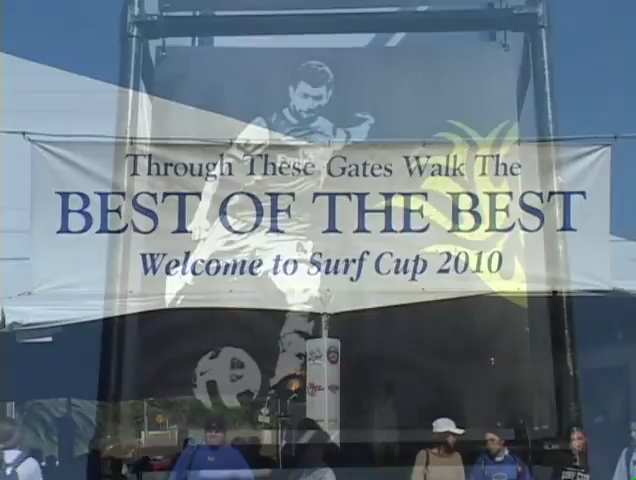 Through These Gates Walk The
BEST OF THE BEST
Welcome to Surf Cup 2010